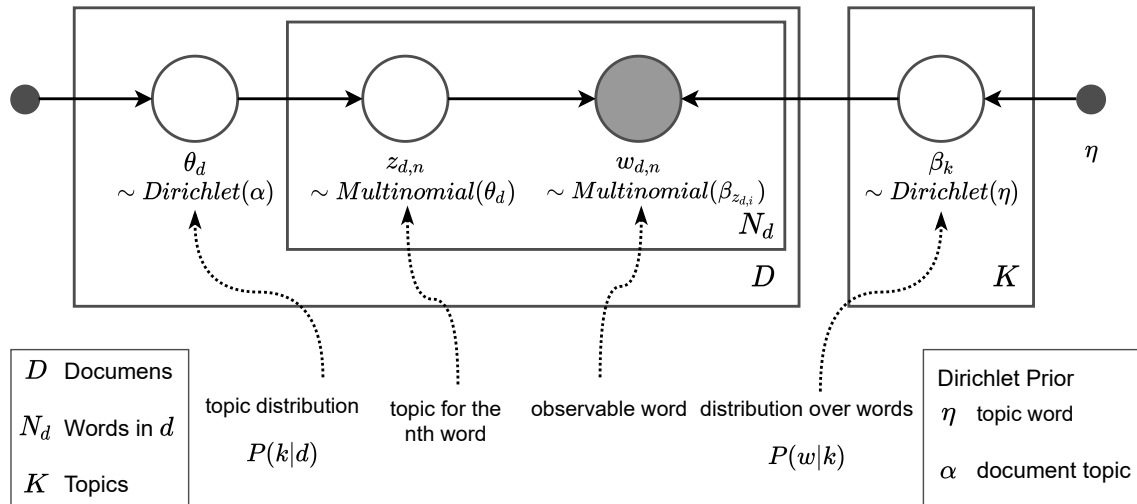 θ_d
∼ Dirichlet(α)
z_{d,n}
∼ Multinomial(θ_d)
w_{d,n}
∼ Multinomial(β_{z_{d,i}})
N_d
D
β_k
∼ Dirichlet(η)
K
η
D Documens
N_d Words in d
K Topics
topic distribution
P(k|d)
topic for the
nth word
observable word
distribution over words
P(w|k)
Dirichlet Prior
η topic word
α document topic